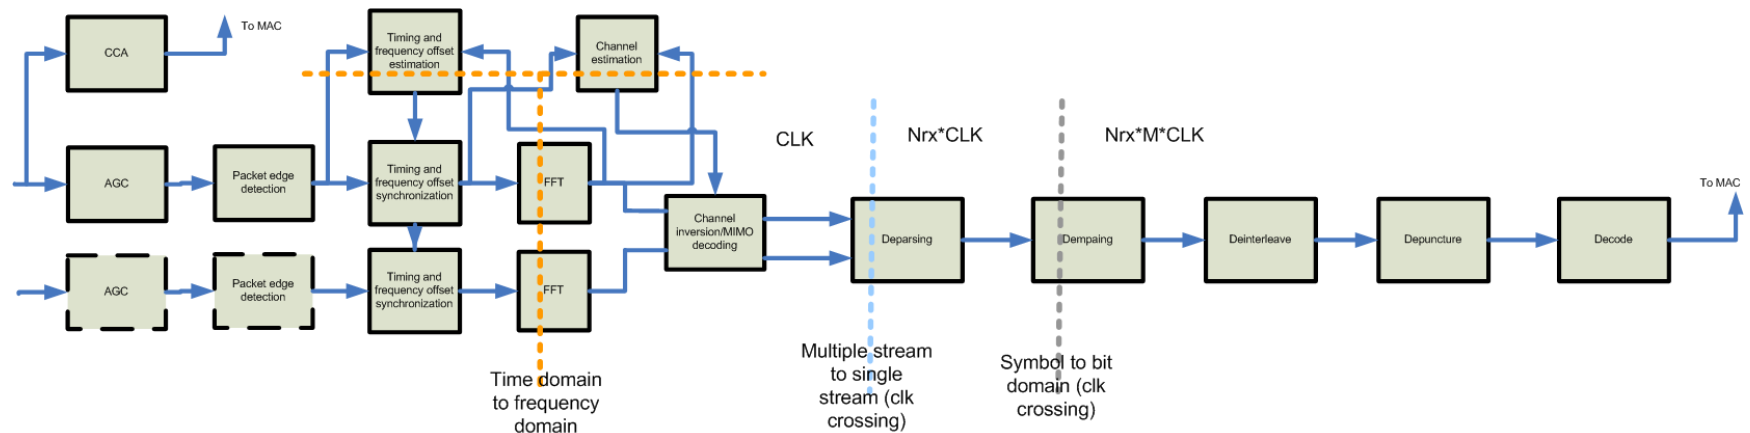 CCA
To MAC
Timing and
frequency offset
estimation
Channel
estimation
CLK
Nrx*CLK
Nrx*M*CLK
AGC
Packet edge
detection
Timing and
frequency offset
synchronization
FFT
To MAC
Channel
inversion/MIMO
decoding
Deparsing
Dempaing
Deinterleave
Depuncture
Decode
AGC
Packet edge
detection
Timing and
frequency offset
synchronization
FFT
Time domain
to frequency
domain
Multiple stream
to single
stream (clk
crossing)
Symbol to bit
domain (clk
crossing)